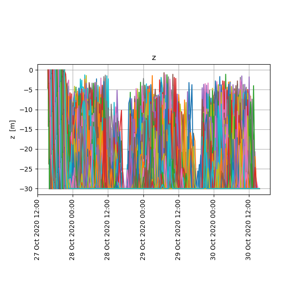 z
0
−5
−10
−15
−20
−25
−30
z [m]
27 Oct 2020 12:00
28 Oct 2020 00:00
28 Oct 2020 12:00
29 Oct 2020 00:00
29 Oct 2020 12:00
30 Oct 2020 00:00
30 Oct 2020 12:00